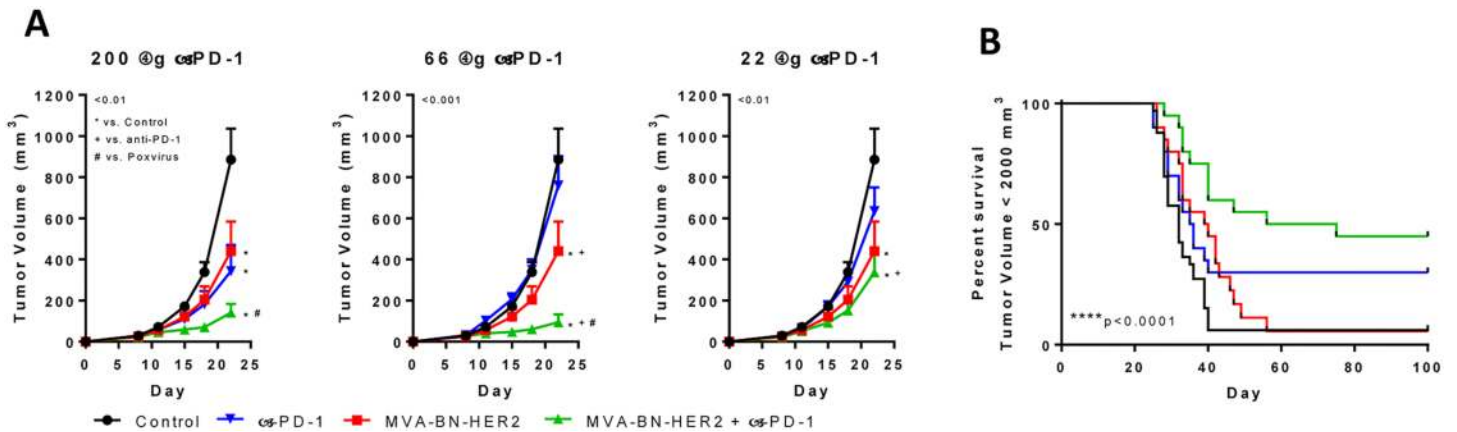 A
B
200 ④g αPD-1
66 ④g αPD-1
22 ④g αPD-1
Tumor Volume (mm³)
1200
1000
800
600
400
200
0
<0.01
* vs. Control
+ vs. anti-PD-1
# vs. Poxvirus
*
*
* #
0 5 10 15 20 25
Day
Tumor Volume (mm³)
1200
1000
800
600
400
200
0
<0.001
* +
* + #
0 5 10 15 20 25
Day
Tumor Volume (mm³)
1200
1000
800
600
400
200
0
<0.01
*
* +
0 5 10 15 20 25
Day
Percent survival
Tumor Volume < 2000 mm³
100
50
0
****p<0.0001
0 20 40 60 80 100
Day
Control α-PD-1 MVA-BN-HER2 MVA-BN-HER2 + α-PD-1